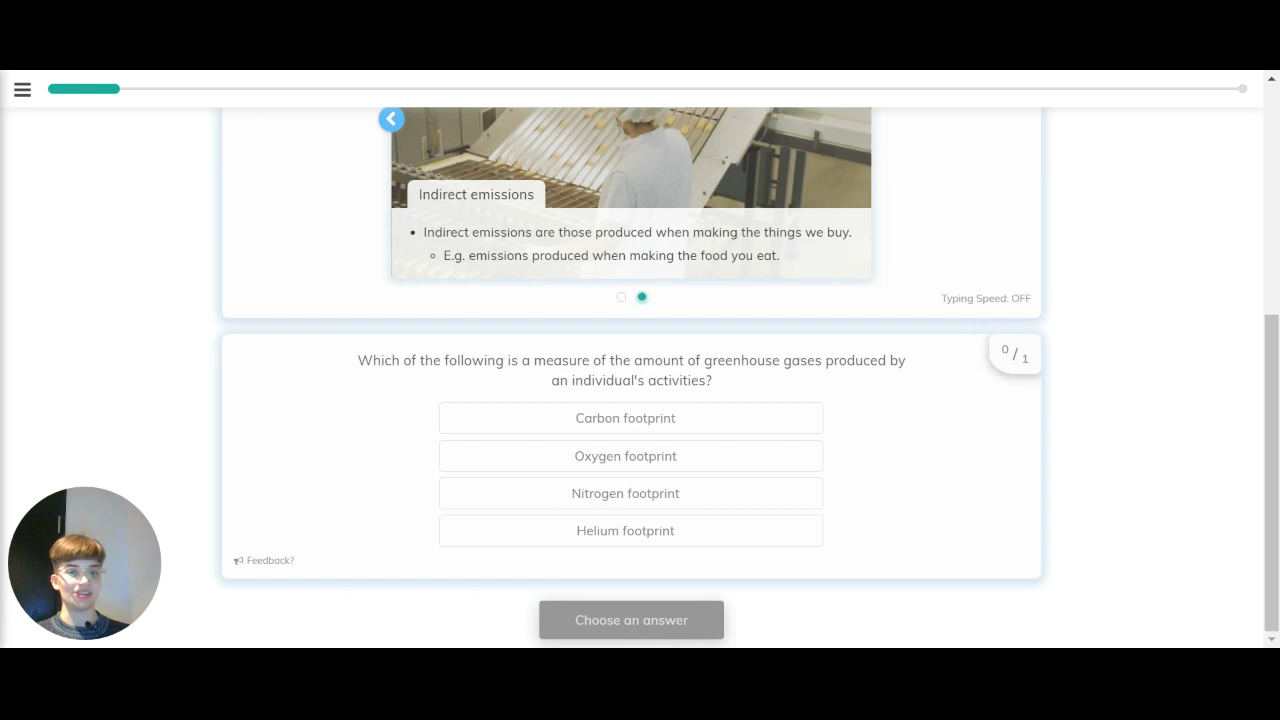 Indirect emissions
• Indirect emissions are those produced when making the things we buy.
○ E.g. emissions produced when making the food you eat.
Typing Speed: OFF
Which of the following is a measure of the amount of greenhouse gases produced by
an individual's activities?
0 / 1
Carbon footprint
Oxygen footprint
Nitrogen footprint
Helium footprint
Feedback?
Choose an answer